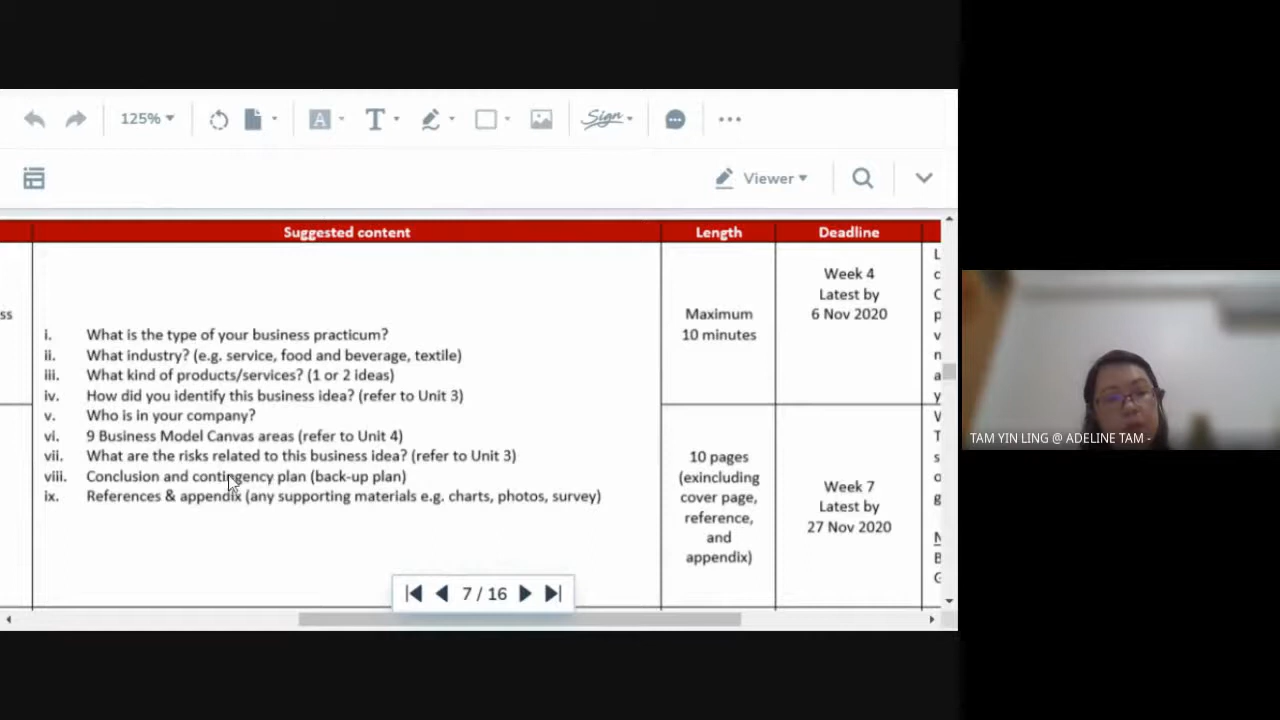 125%
A
T
Sign
Viewer
Suggested content
Length
Deadline
ss
i. What is the type of your business practicum?
ii. What industry? (e.g. service, food and beverage, textile)
iii. What kind of products/services? (1 or 2 ideas)
iv. How did you identify this business idea? (refer to Unit 3)
v. Who is in your company?
vi. 9 Business Model Canvas areas (refer to Unit 4)
vii. What are the risks related to this business idea? (refer to Unit 3)
viii. Conclusion and contingency plan (back-up plan)
ix. References & appendix (any supporting materials e.g. charts, photos, survey)
Maximum
10 minutes
Week 4
Latest by
6 Nov 2020
10 pages
(exincluding
cover page,
reference,
and
appendix)
Week 7
Latest by
27 Nov 2020
7 / 16
TAM YIN LING @ ADELINE TAM -